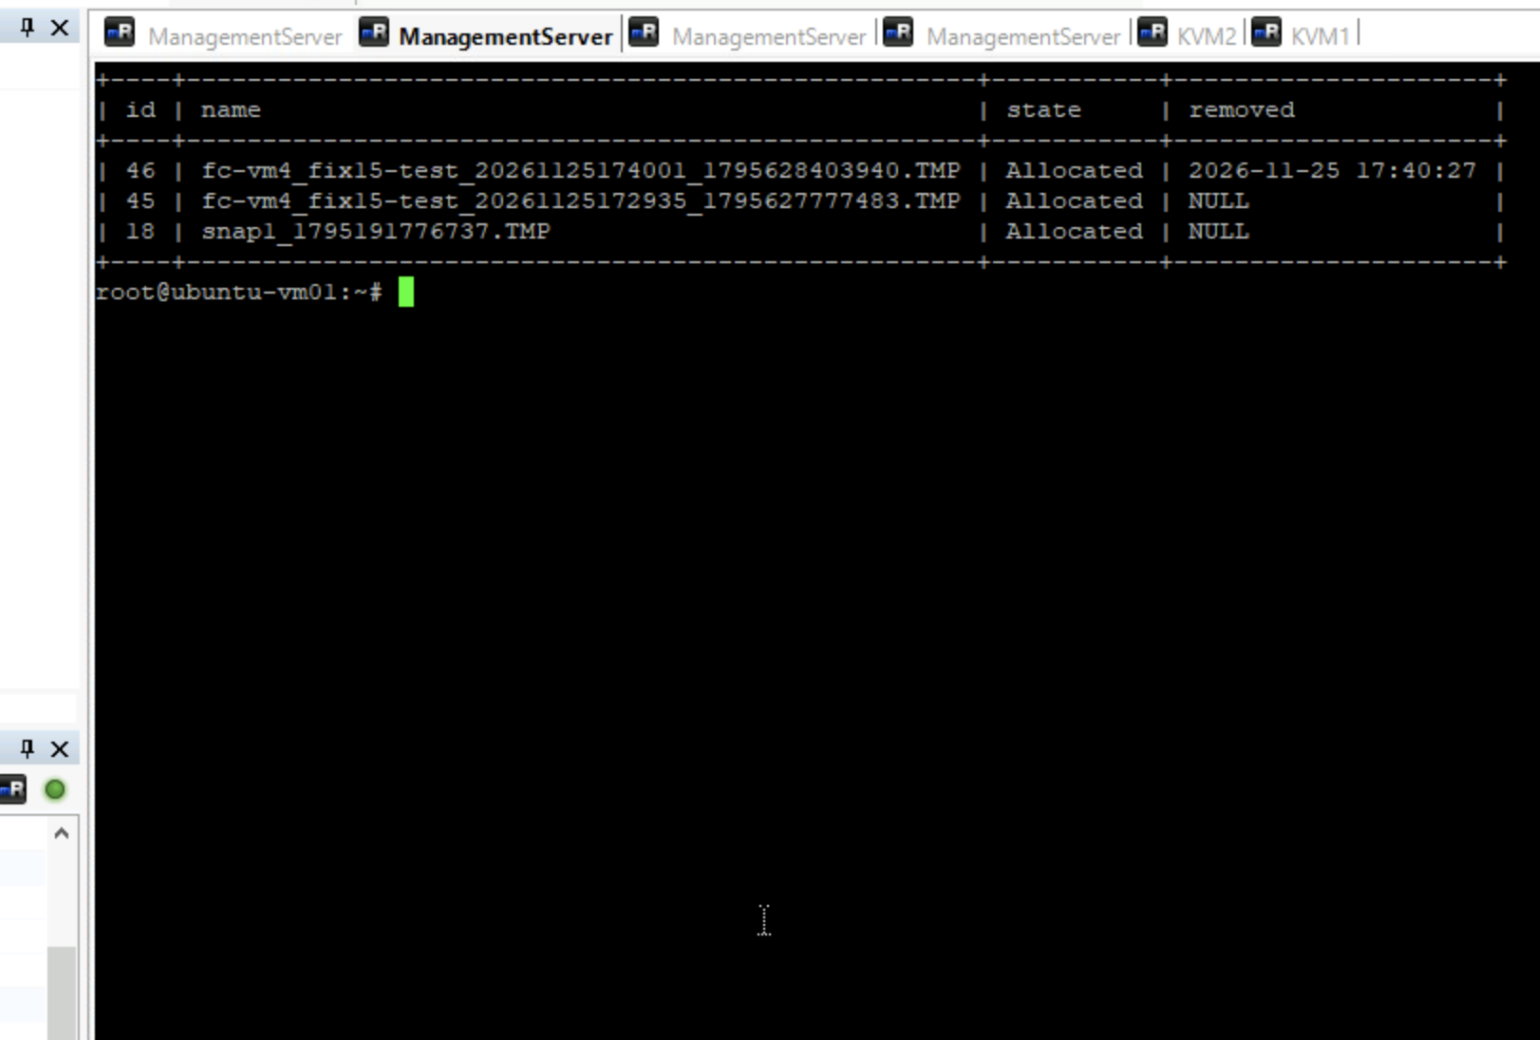 ManagementServer ManagementServer ManagementServer ManagementServer KVM2 KVM1
+----+----------------------------------------------------+-----------+---------------------+
| id | name | state | removed |
+----+----------------------------------------------------+-----------+---------------------+
| 46 | fc-vm4_fix15-test_20261125174001_1795628403940.TMP | Allocated | 2026-11-25 17:40:27 |
| 45 | fc-vm4_fix15-test_20261125172935_1795627777483.TMP | Allocated | NULL |
| 18 | snap1_1795191776737.TMP | Allocated | NULL |
+----+----------------------------------------------------+-----------+---------------------+
root@ubuntu-vm01:~#